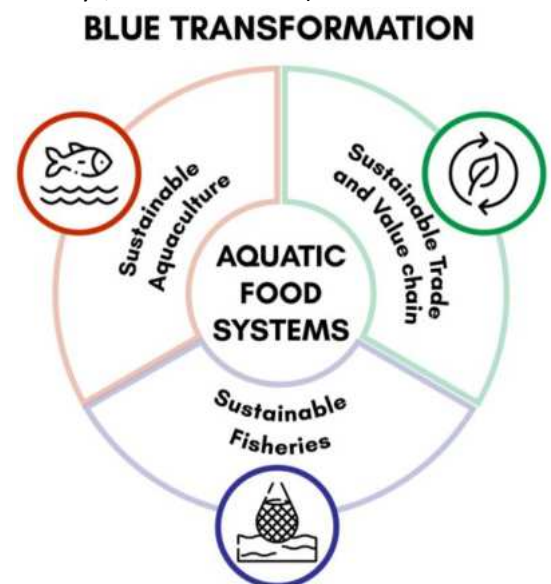 BLUE TRANSFORMATION
Sustainable
Aquaculture
Sustainable Trade
and Value chain
AQUATIC
FOOD
SYSTEMS
Sustainable
Fisheries